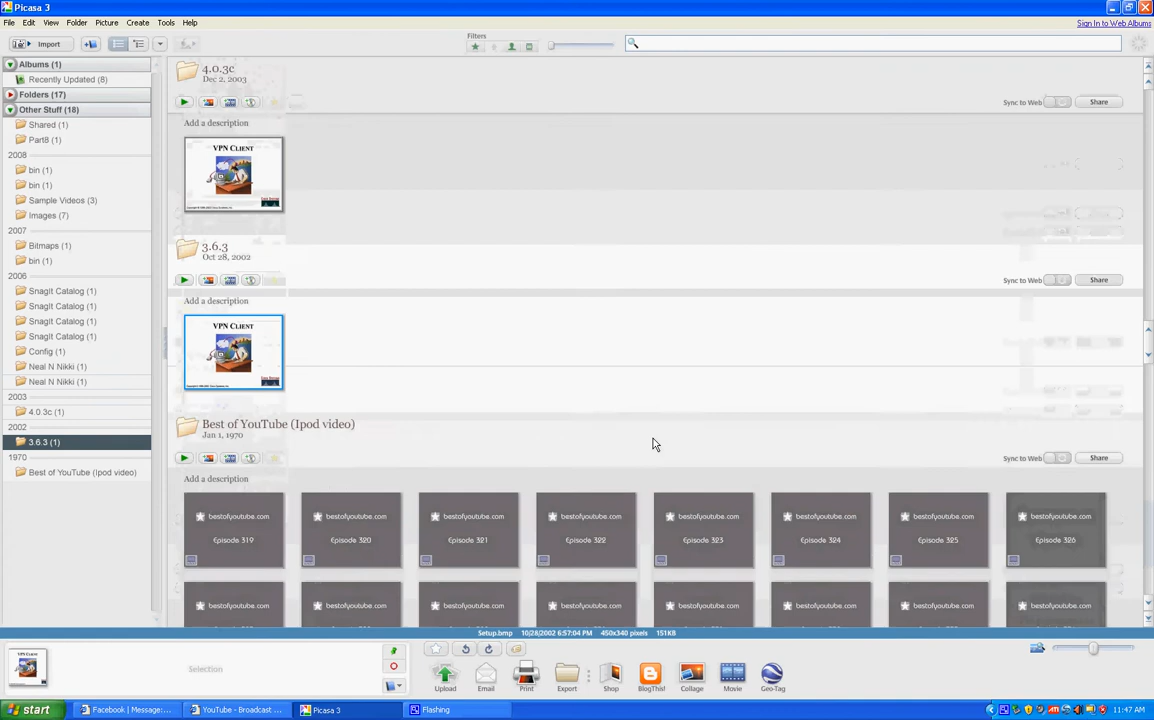 Picasa 3
File Edit View Folder Picture Create Tools Help
Sign In to Web Albums
Import
Filters
Albums (1)
Recently Updated (8)
Folders (17)
Other Stuff (18)
Shared (1)
Part8 (1)
2008
bin (1)
bin (1)
Sample Videos (3)
Images (7)
2007
Bitmaps (1)
bin (1)
2006
SnagIt Catalog (1)
SnagIt Catalog (1)
SnagIt Catalog (1)
SnagIt Catalog (1)
Config (1)
Neal N Nikki (1)
Neal N Nikki (1)
2003
4.0.3c (1)
2002
3.6.3 (1)
1970
Best of YouTube (Ipod video)
4.0.3c
Dec 2, 2003
Sync to Web Share
Add a description
VPN CLIENT
3.6.3
Oct 28, 2002
Sync to Web Share
Add a description
VPN CLIENT
Best of YouTube (Ipod video)
Jan 1, 1970
Sync to Web Share
Add a description
bestofyoutube.com bestofyoutube.com bestofyoutube.com bestofyoutube.com bestofyoutube.com bestofyoutube.com bestofyoutube.com bestofyoutube.com
Episode 319 Episode 320 Episode 321 Episode 322 Episode 323 Episode 324 Episode 325 Episode 326
bestofyoutube.com bestofyoutube.com bestofyoutube.com bestofyoutube.com bestofyoutube.com bestofyoutube.com bestofyoutube.com bestofyoutube.com
Setup.bmp 10/28/2002 6:57:04 PM 450x340 pixels 151KB
Selection
Upload Email Print Export Shop BlogThis! Collage Movie Geo-Tag
start Facebook | Message:... YouTube - Broadcast ... Picasa 3 Flashing 11:47 AM